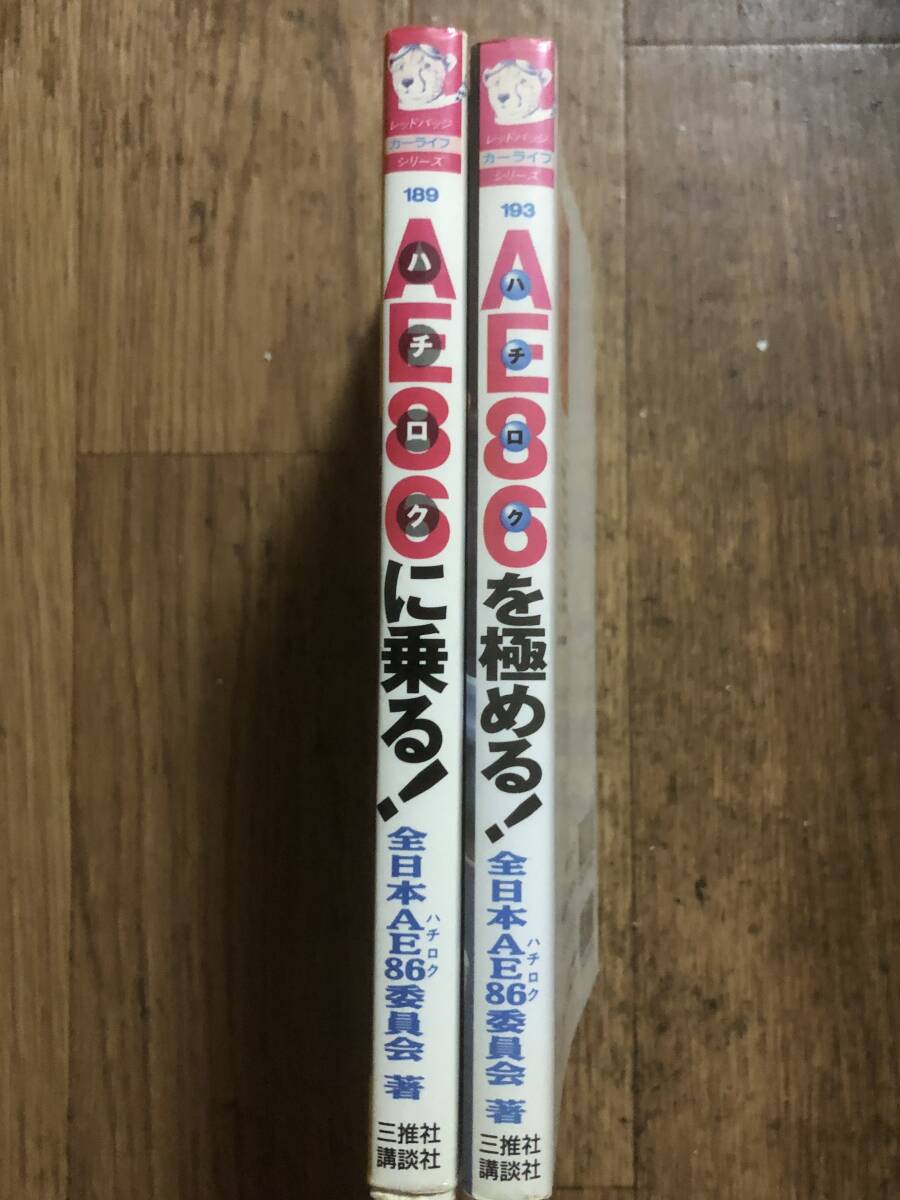 レッドバッジ
カーライフ
シリーズ
189
AE86
ハチロク
に乗る!
全日本AE86委員会 著
ハチロク
三推社
講談社
レッドバッジ
カーライフ
シリーズ
193
AE86
ハチロク
を極める!
全日本AE86委員会 著
ハチロク
三推社
講談社